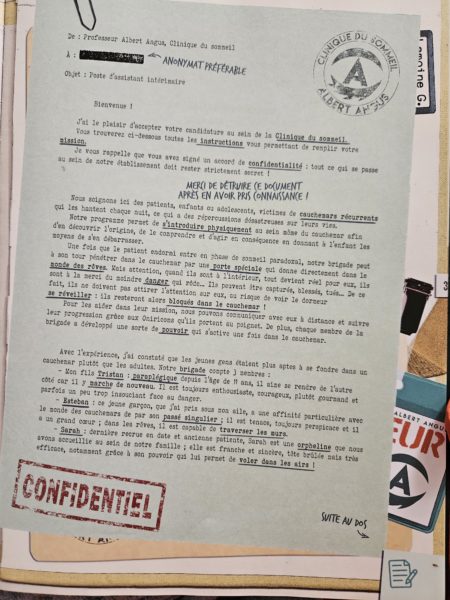 De : Professeur Albert Angus, Clinique du sommeil
À :
ANONYMAT PRÉFÉRABLE
Objet : Poste d'assistant intérimaire
CLINIQUE DU SOMMEIL
A
ALBERT ANGUS
Lemoine G.
Bienvenue !
J'ai le plaisir d'accepter votre candidature au sein de la Clinique du sommeil.
Vous trouverez ci-dessous toutes les instructions vous permettant de remplir votre
mission.
Je vous rappelle que vous avez signé un accord de confidentialité : tout ce qui se passe
au sein de notre établissement doit rester strictement secret !
MERCI DE DÉTRUIRE CE DOCUMENT
APRÈS EN AVOIR PRIS CONNAISSANCE !
Nous soignons ici des patients, enfants ou adolescents, victimes de cauchemars récurrents
qui les hantent chaque nuit, ce qui a des répercussions désastreuses sur leurs vies.
Notre programme permet de s'introduire physiquement au sein même du cauchemar afin
d'en découvrir l'origine, de le comprendre et d'agir en conséquence en donnant à l'enfant les
moyens de s'en débarrasser.
Une fois que le patient endormi entre en phase de sommeil paradoxal, notre brigade peut
à son tour pénétrer dans le cauchemar par une porte spéciale qui donne directement dans le
monde des rêves. Mais attention, quand ils sont à l'intérieur, tout devient réel pour eux, ils
sont à la merci du moindre danger qui rôde... Ils peuvent être capturés, blessés, tués... De ce
fait, ils ne doivent pas attirer l'attention sur eux, au risque de voir le dormeur
se réveiller : ils resteraient alors bloqués dans le cauchemar !
Pour les aider dans leur mission, nous pouvons communiquer avec eux à distance et suivre
leur progression grâce aux Oniricons qu'ils portent au poignet. De plus, chaque membre de la
brigade a développé une sorte de pouvoir qui s'active une fois dans le cauchemar.
Avec l'expérience, j'ai constaté que les jeunes gens étaient plus aptes à se fondre dans un
cauchemar plutôt que les adultes. Notre brigade compte 3 membres :
- Mon fils Tristan : paraplégique depuis l'âge de 11 ans, il aime se rendre de l'autre
côté car il y marche de nouveau. Il est toujours enthousiaste, courageux, plutôt gourmand et
parfois un peu trop insouciant face au danger.
- Esteban : ce jeune garçon, que j'ai pris sous mon aile, a une affinité particulière avec
le monde des cauchemars de par son passé singulier ; il est tenace, toujours perspicace et il
a un grand cœur ; dans les rêves, il est capable de traverser les murs.
- Sarah : dernière recrue en date et ancienne patiente, Sarah est une orpheline que nous
avons accueillie au sein de notre famille ; elle est franche et sincère, tête brûlée mais très
efficace, notamment grâce à son pouvoir qui lui permet de voler dans les airs !
CONFIDENTIEL
SUITE AU DOS
ALBERT ANGU
EUR